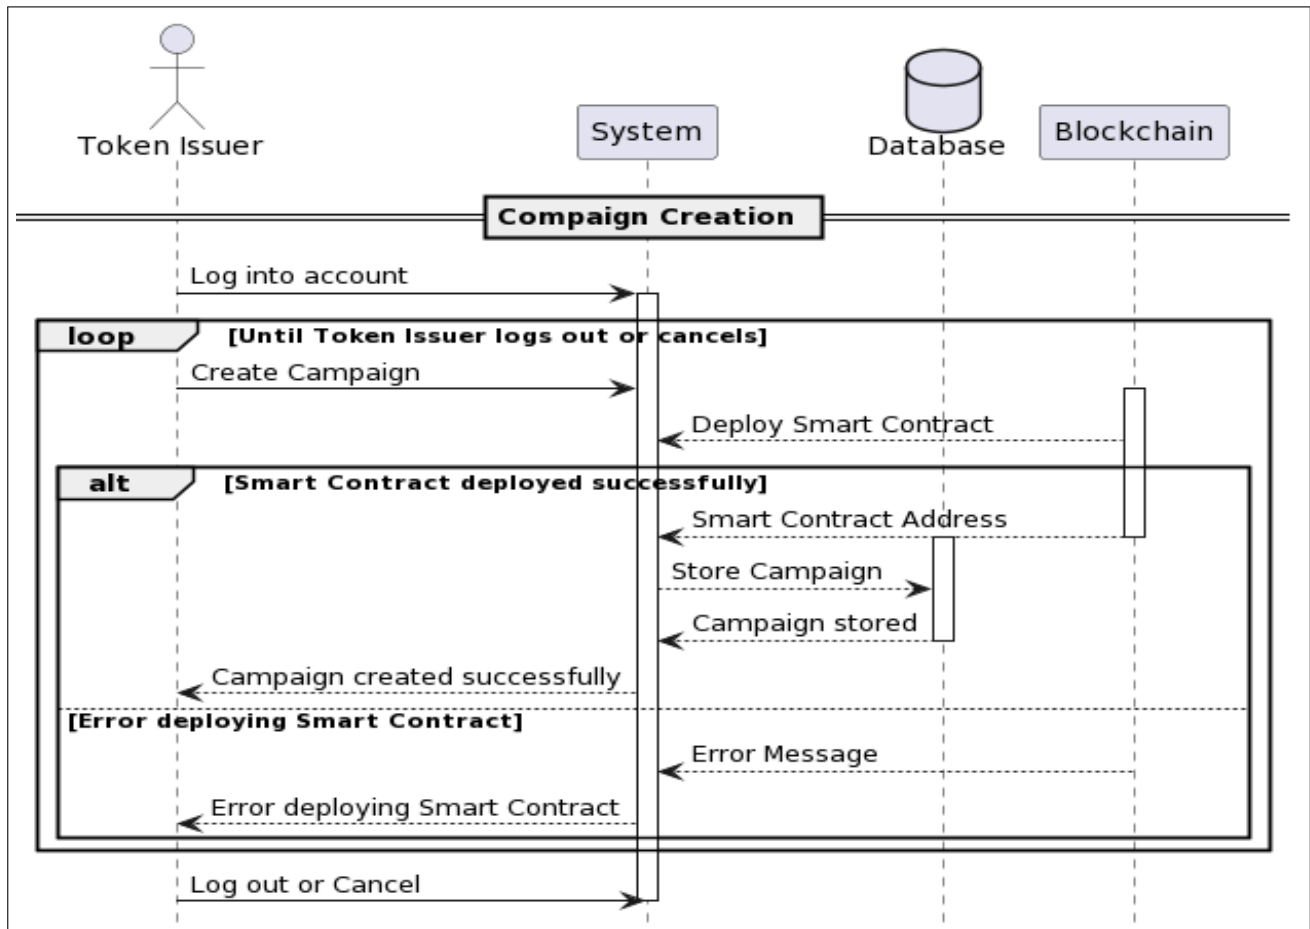 Token Issuer
System
Database
Blockchain
Compaign Creation
Log into account
loop
[Until Token Issuer logs out or cancels]
Create Campaign
Deploy Smart Contract
alt
[Smart Contract deployed successfully]
Smart Contract Address
Store Campaign
Campaign stored
Campaign created successfully
[Error deploying Smart Contract]
Error Message
Error deploying Smart Contract
Log out or Cancel